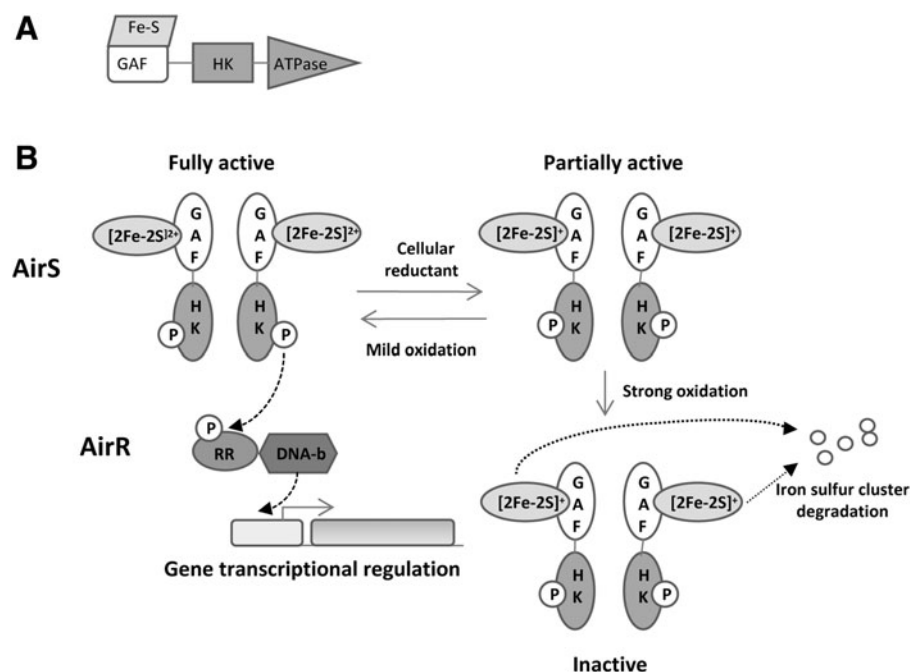 A
Fe-S
GAF
HK
ATPase
B
Fully active
Partially active
AirS
[2Fe-2S]²⁺
G
A
F
H
K
P
G
A
F
[2Fe-2S]²⁺
H
K
P
Cellular
reductant
Mild oxidation
[2Fe-2S]⁺
G
A
F
H
K
P
G
A
F
[2Fe-2S]⁺
H
K
P
Strong oxidation
AirR
P
RR
DNA-b
Gene transcriptional regulation
[2Fe-2S]⁺
G
A
F
H
K
P
G
A
F
[2Fe-2S]⁺
H
K
P
Iron sulfur cluster
degradation
Inactive